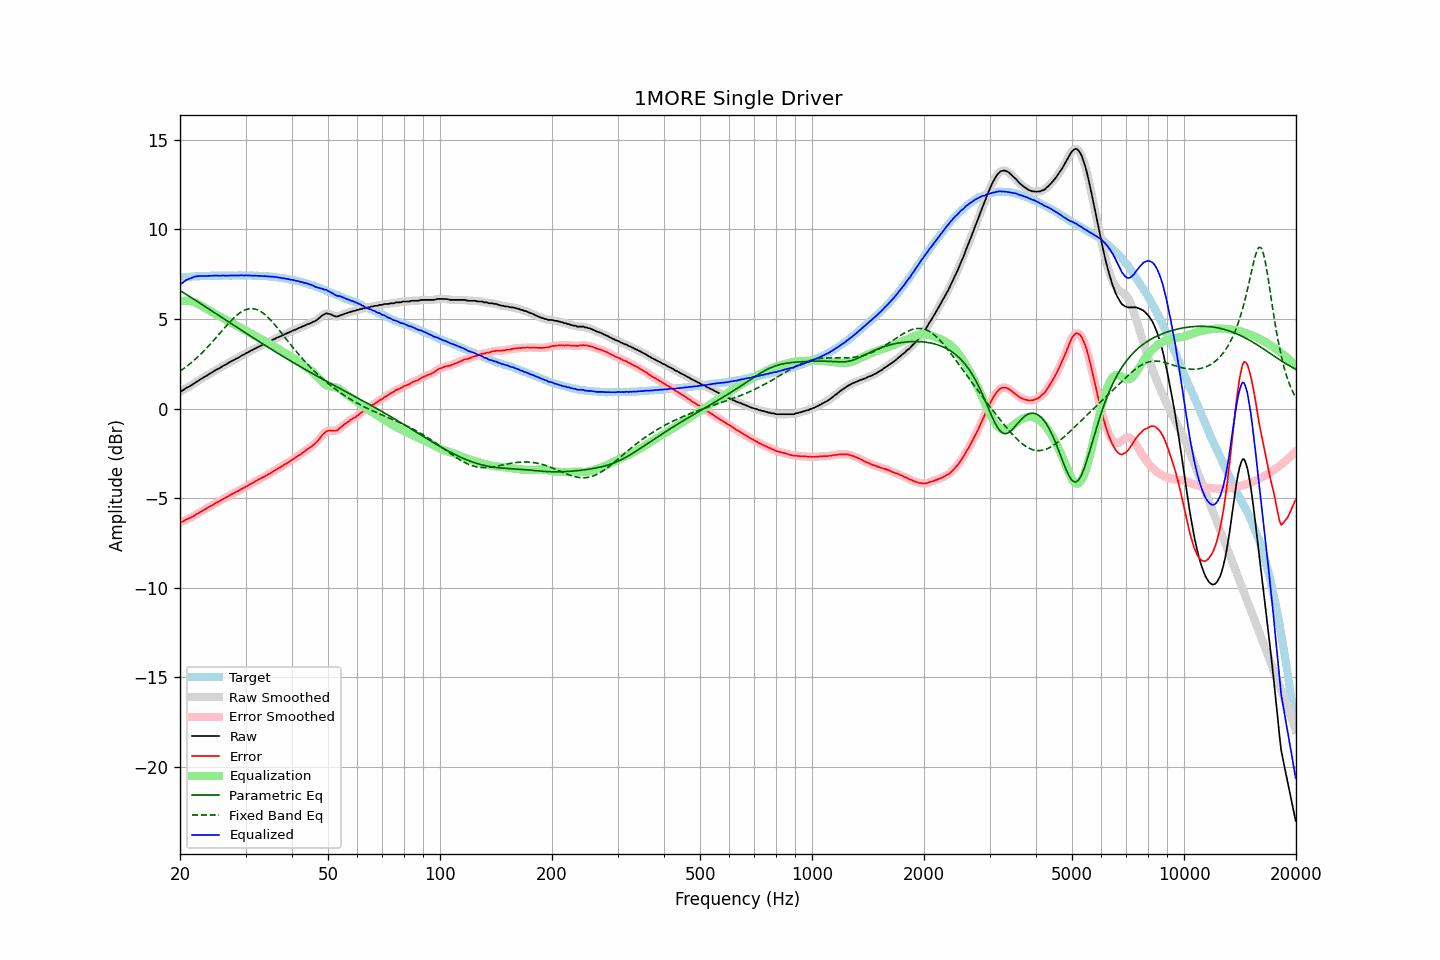 1MORE Single Driver
Amplitude (dBr)
15
10
5
0
−5
−10
−15
−20
Target
Raw Smoothed
Error Smoothed
Raw
Error
Equalization
Parametric Eq
Fixed Band Eq
Equalized
20 50 100 200 500 1000 2000 5000 10000 20000
Frequency (Hz)